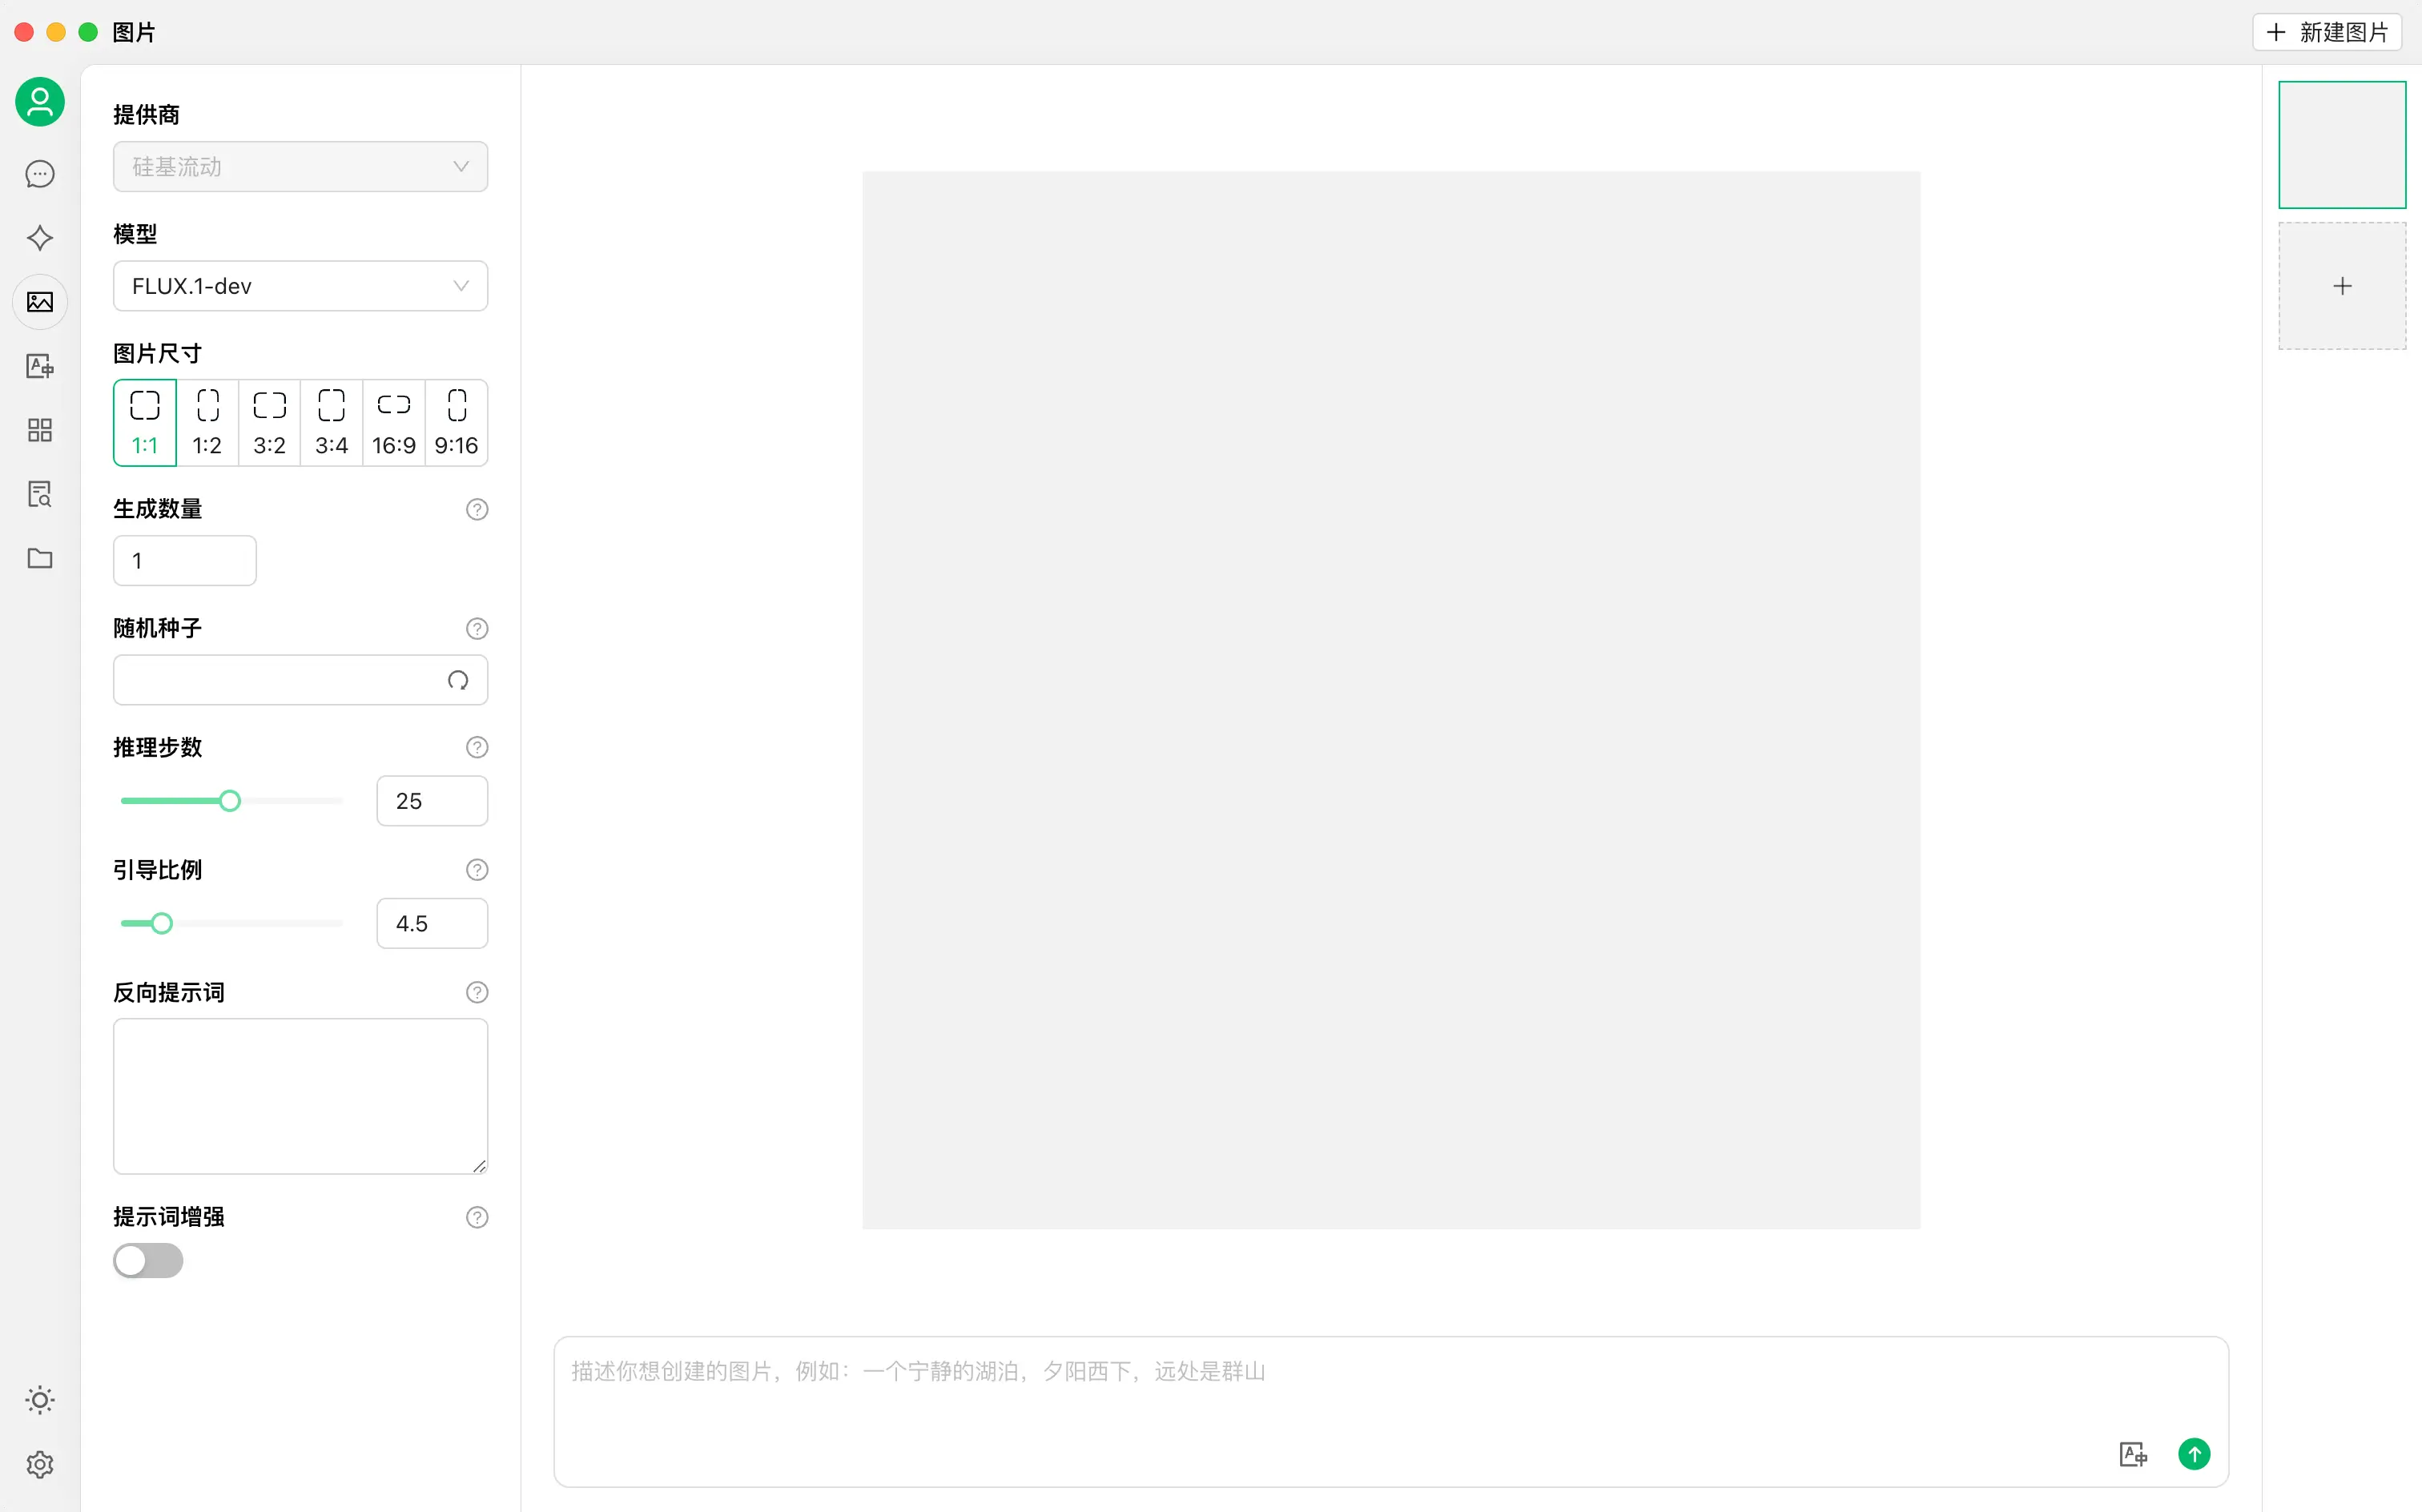 图片
新建图片
提供商
硅基流动
模型
FLUX.1-dev
图片尺寸
1:1 1:2 3:2 3:4 16:9 9:16
生成数量
1
随机种子
推理步数
25
引导比例
4.5
反向提示词
提示词增强
描述你想创建的图片，例如：一个宁静的湖泊，夕阳西下，远处是群山